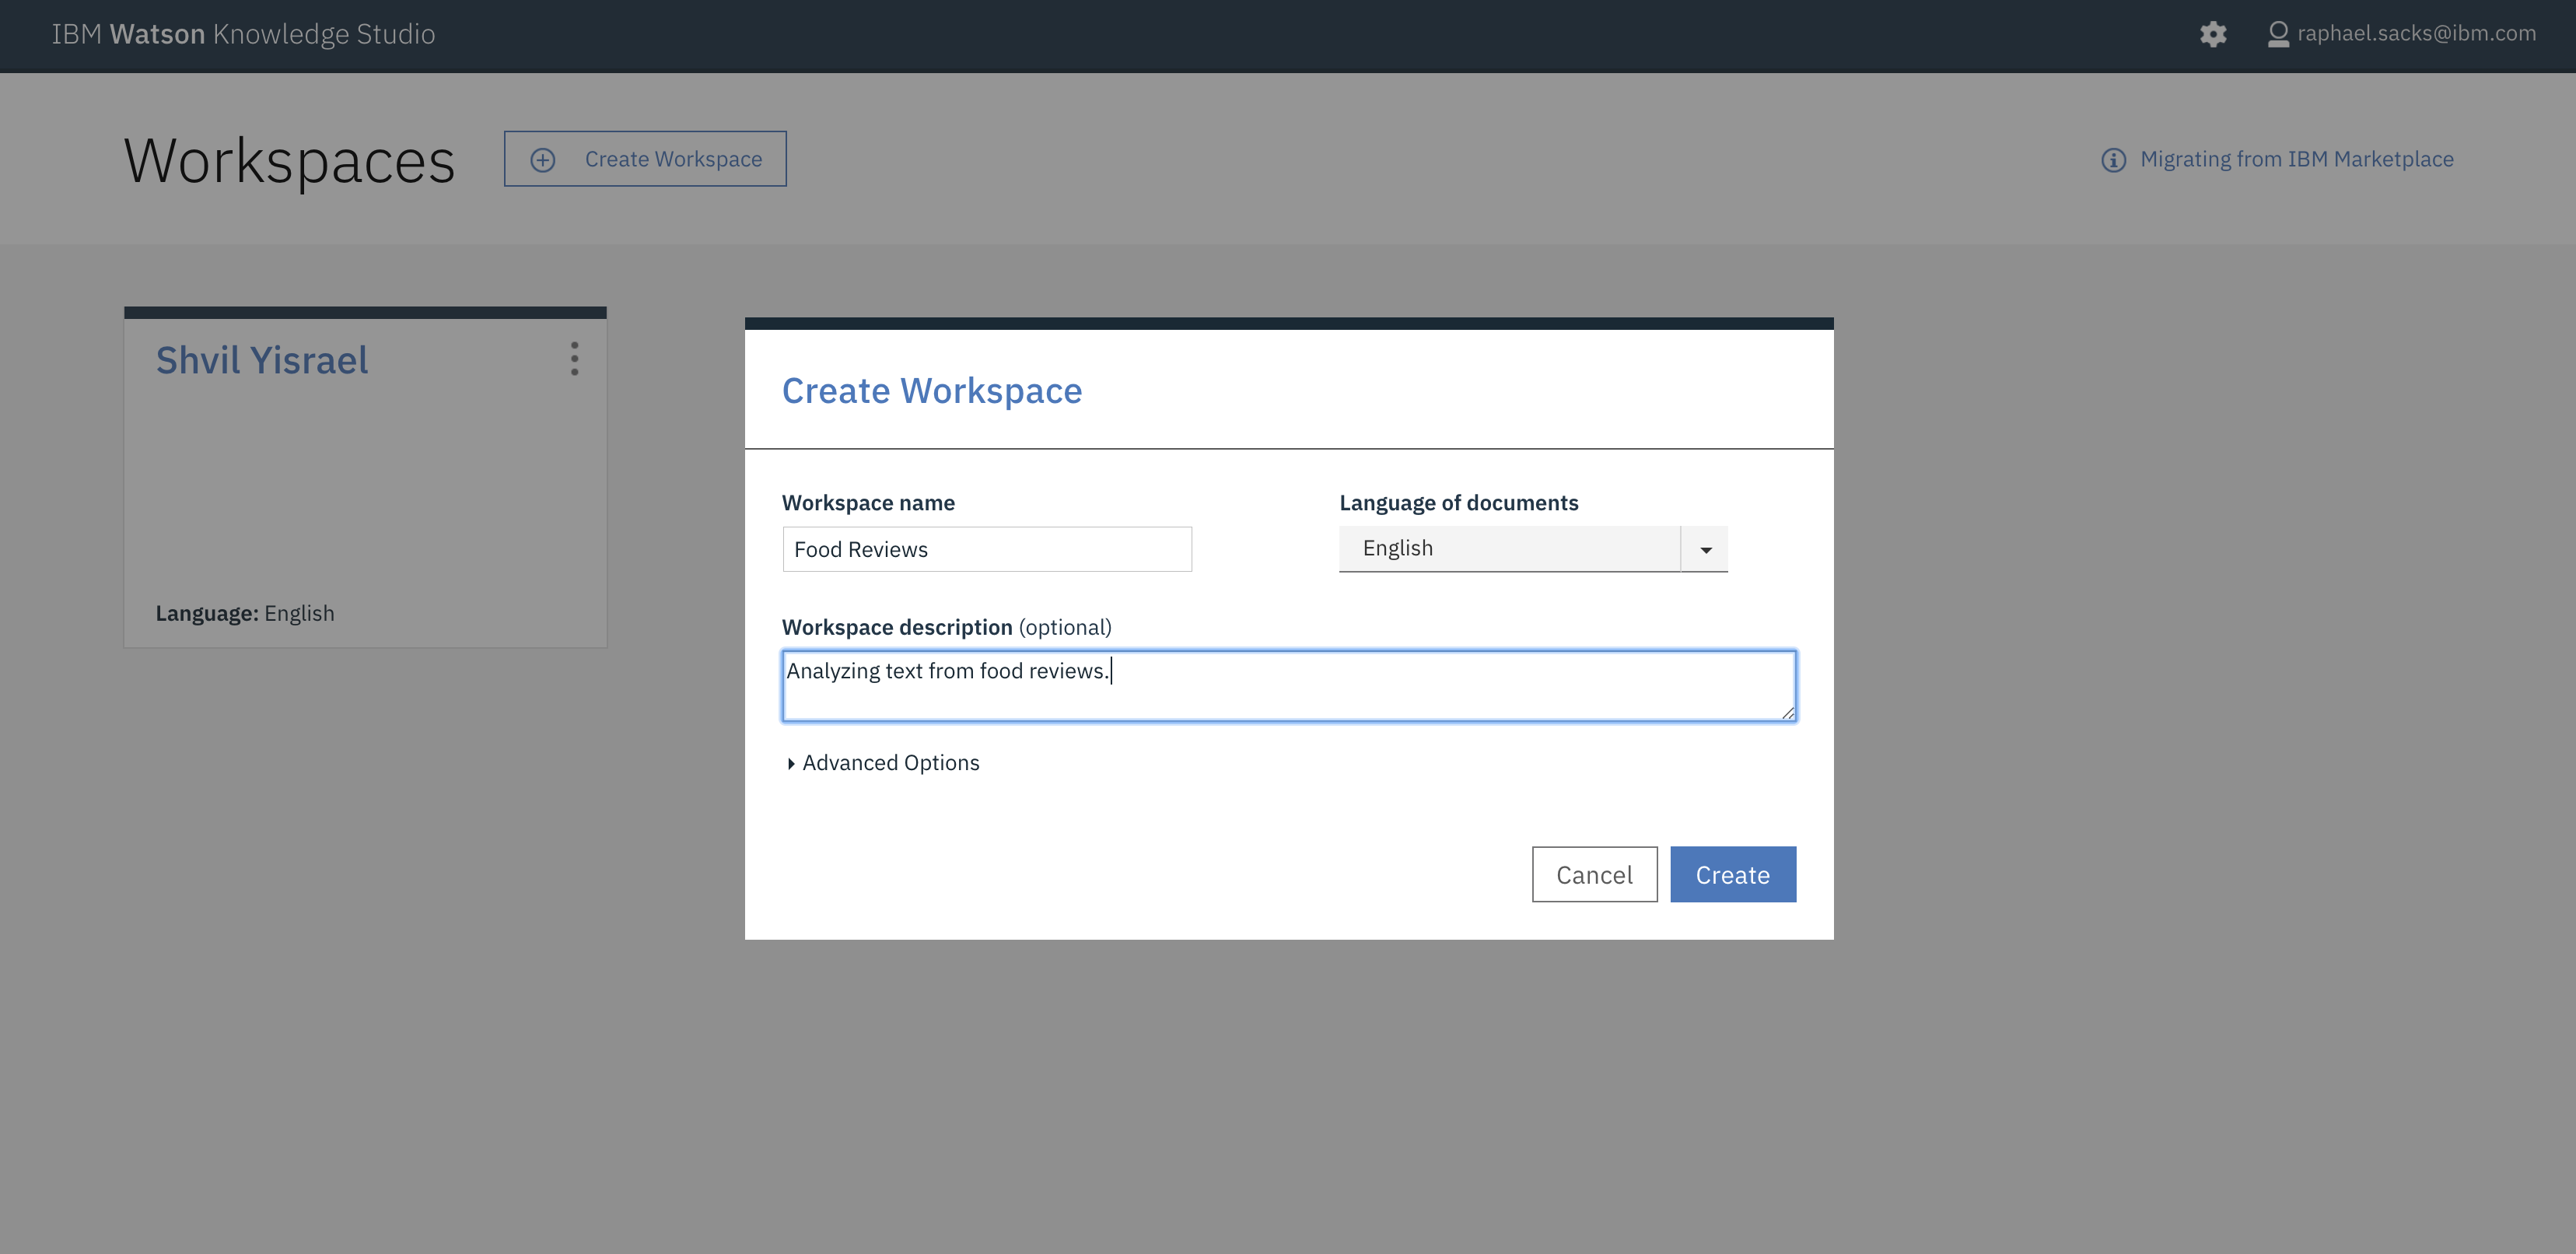 IBM Watson Knowledge Studio
raphael.sacks@ibm.com
Workspaces
Create Workspace
Migrating from IBM Marketplace
Shvil Yisrael
Language: English
Create Workspace
Workspace name
Language of documents
Food Reviews
English
Workspace description (optional)
Analyzing text from food reviews.
Advanced Options
Cancel
Create